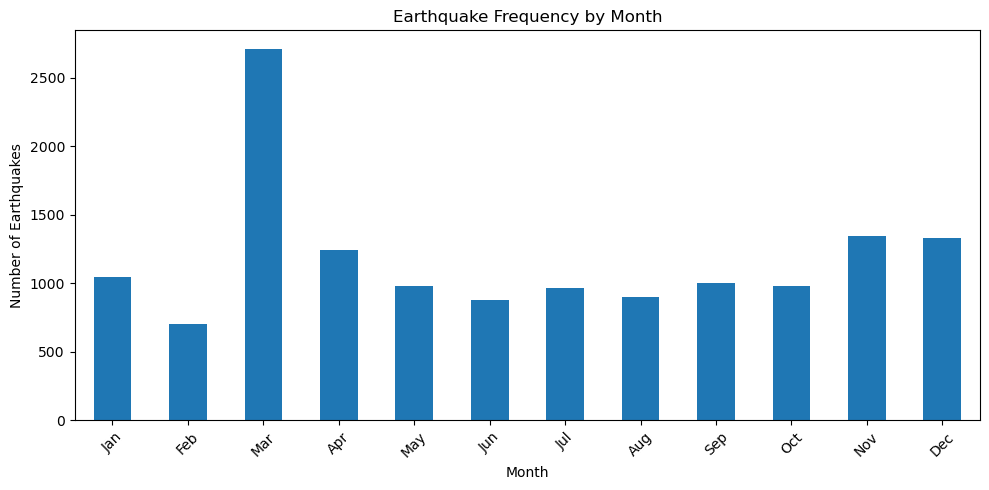 Earthquake Frequency by Month
Number of Earthquakes
2500
2000
1500
1000
500
0
Jan Feb Mar Apr May Jun Jul Aug Sep Oct Nov Dec
Month